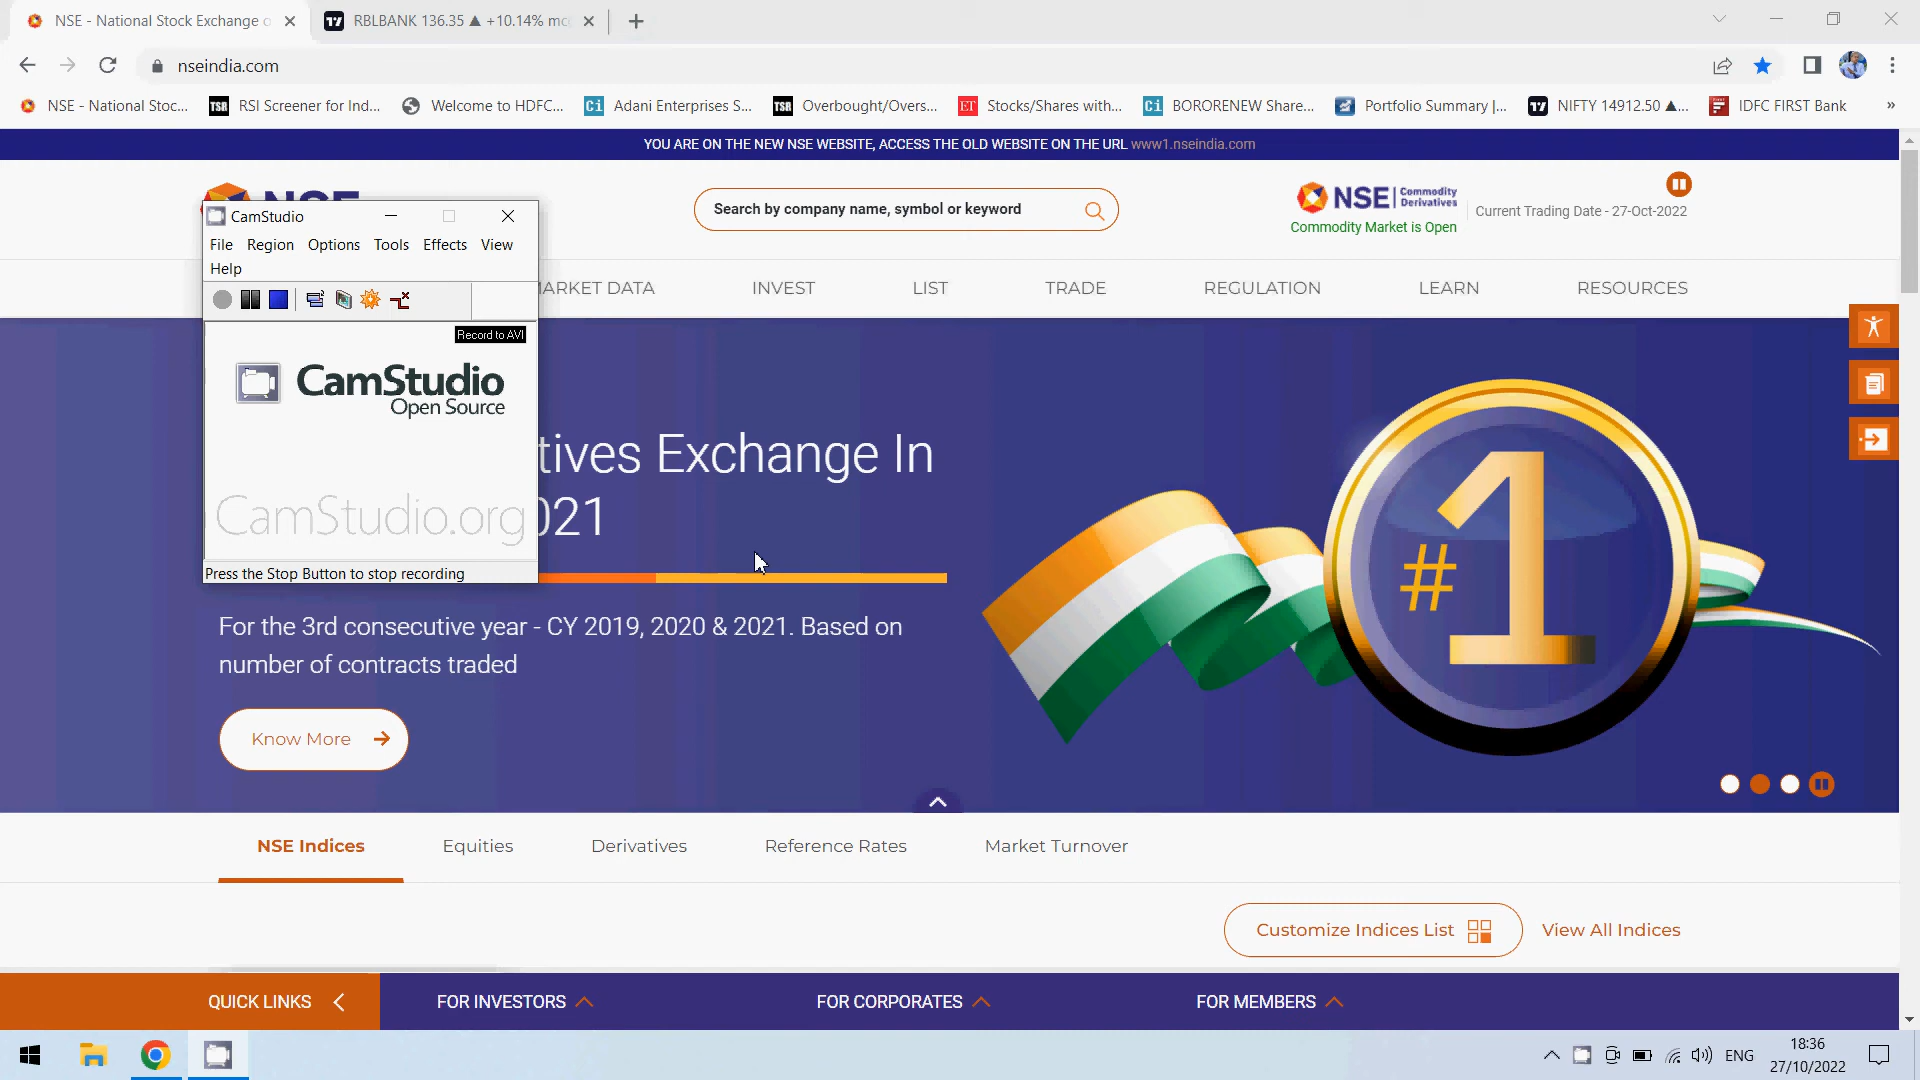 NSE - National Stock Exchange o
RBLBANK 136.35 ▲ +10.14% mc
nseindia.com
NSE - National Stoc...
RSI Screener for Ind...
Welcome to HDFC...
Adani Enterprises S...
Overbought/Overs...
Stocks/Shares with...
BORORENEW Share...
Portfolio Summary |...
NIFTY 14912.50 ▲...
IDFC FIRST Bank
»
YOU ARE ON THE NEW NSE WEBSITE, ACCESS THE OLD WEBSITE ON THE URL www1.nseindia.com
NSE
Search by company name, symbol or keyword
NSE Commodity Derivatives
Commodity Market is Open
Current Trading Date - 27-Oct-2022
CamStudio
File Region Options Tools Effects View
Help
MARKET DATA
INVEST
LIST
TRADE
REGULATION
LEARN
RESOURCES
Record to AVI
CamStudio
Open Source
CamStudio.org
Press the Stop Button to stop recording
tives Exchange In
021
#1
For the 3rd consecutive year - CY 2019, 2020 & 2021. Based on
number of contracts traded
Know More
NSE Indices
Equities
Derivatives
Reference Rates
Market Turnover
Customize Indices List
View All Indices
QUICK LINKS
FOR INVESTORS
FOR CORPORATES
FOR MEMBERS
ENG
18:36
27/10/2022